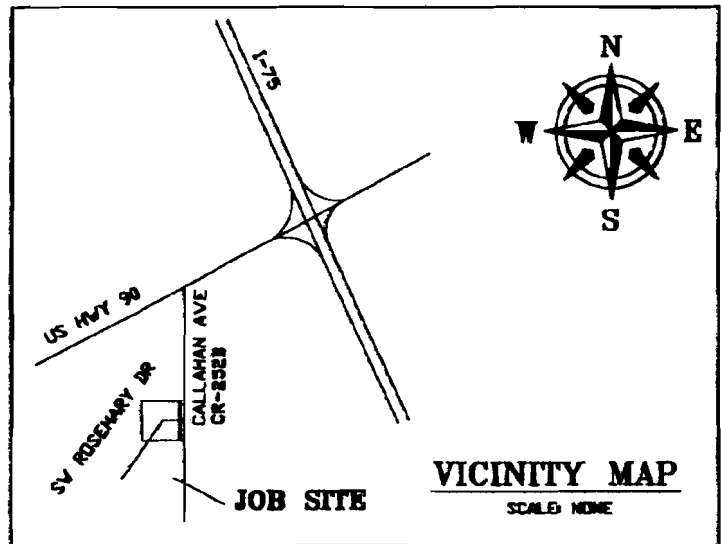 N
I-75
W
E
S
US HWY 90
CALLAHAN AVE
CR-252B
SW ROSEMARY DR
JOB SITE
VICINITY MAP
SCALE: NONE